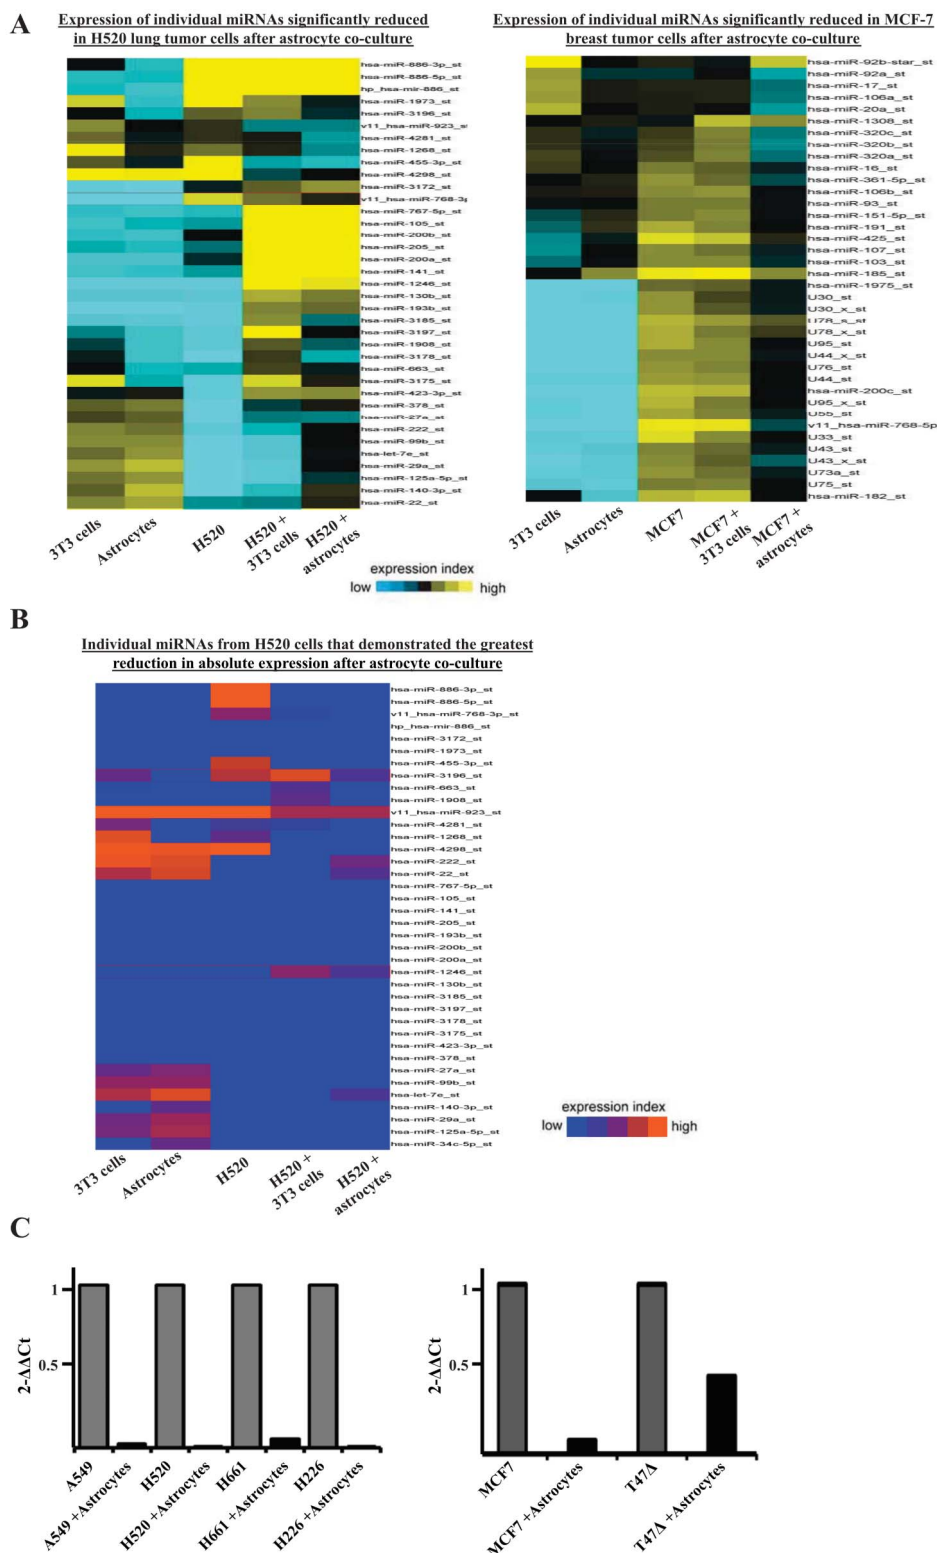 A
Expression of individual miRNAs significantly reduced
in H520 lung tumor cells after astrocyte co-culture
hsa-miR-886-3p_st
hsa-miR-886-5p_st
hp_hsa-mir-886_st
hsa-miR-1973_st
hsa-miR-3196_st
v11_hsa-miR-923_st
hsa-miR-4281_st
hsa-miR-1268_st
hsa-miR-455-3p_st
hsa-miR-4298_st
hsa-miR-3172_st
v11_hsa-miR-768-3p
hsa-miR-767-5p_st
hsa-miR-105_st
hsa-miR-200b_st
hsa-miR-205_st
hsa-miR-200a_st
hsa-miR-141_st
hsa-miR-1246_st
hsa-miR-130b_st
hsa-miR-193b_st
hsa-miR-3185_st
hsa-miR-3197_st
hsa-miR-1908_st
hsa-miR-3178_st
hsa-miR-663_st
hsa-miR-3175_st
hsa-miR-423-3p_st
hsa-miR-378_st
hsa-miR-27a_st
hsa-miR-222_st
hsa-miR-99b_st
hsa-let-7e_st
hsa-miR-29a_st
hsa-miR-125a-5p_st
hsa-miR-140-3p_st
hsa-miR-22_st
3T3 cells
Astrocytes
H520
H520 +
3T3 cells
H520 +
astrocytes
Expression of individual miRNAs significantly reduced in MCF-7
breast tumor cells after astrocyte co-culture
hsa-miR-92b-star_st
hsa-miR-92a_st
hsa-miR-17_st
hsa-miR-106a_st
hsa-miR-20a_st
hsa-miR-1308_st
hsa-miR-320c_st
hsa-miR-320b_st
hsa-miR-320a_st
hsa-miR-16_st
hsa-miR-361-5p_st
hsa-miR-106b_st
hsa-miR-93_st
hsa-miR-151-5p_st
hsa-miR-191_st
hsa-miR-425_st
hsa-miR-107_st
hsa-miR-103_st
hsa-miR-185_st
hsa-miR-1975_st
U30_st
U30_x_st
U78_s_st
U78_x_st
U95_st
U44_x_st
U76_st
U44_st
hsa-miR-200c_st
U95_x_st
U55_st
v11_hsa-miR-768-5p
U33_st
U43_st
U43_x_st
U73a_st
U75_st
hsa-miR-182_st
3T3 cells
Astrocytes
MCF7
MCF7 +
3T3 cells
MCF7 +
astrocytes
expression index
low high
B
Individual miRNAs from H520 cells that demonstrated the greatest
reduction in absolute expression after astrocyte co-culture
hsa-miR-886-3p_st
hsa-miR-886-5p_st
v11_hsa-miR-768-3p_st
hp_hsa-mir-886_st
hsa-miR-3172_st
hsa-miR-1973_st
hsa-miR-455-3p_st
hsa-miR-3196_st
hsa-miR-663_st
hsa-miR-1908_st
v11_hsa-miR-923_st
hsa-miR-4281_st
hsa-miR-1268_st
hsa-miR-4298_st
hsa-miR-222_st
hsa-miR-22_st
hsa-miR-767-5p_st
hsa-miR-105_st
hsa-miR-141_st
hsa-miR-205_st
hsa-miR-193b_st
hsa-miR-200b_st
hsa-miR-200a_st
hsa-miR-1246_st
hsa-miR-130b_st
hsa-miR-3185_st
hsa-miR-3197_st
hsa-miR-3178_st
hsa-miR-3175_st
hsa-miR-423-3p_st
hsa-miR-378_st
hsa-miR-27a_st
hsa-miR-99b_st
hsa-let-7e_st
hsa-miR-140-3p_st
hsa-miR-29a_st
hsa-miR-125a-5p_st
hsa-miR-34c-5p_st
3T3 cells
Astrocytes
H520
H520 +
3T3 cells
H520 +
astrocytes
expression index
low high
C
2-ΔΔCt
1
0.5
A549
A549 +Astrocytes
H520
H520 +Astrocytes
H661
H661 +Astrocytes
H226
H226 +Astrocytes
2-ΔΔCt
1
0.5
MCF7
MCF7 +Astrocytes
T47Δ
T47Δ +Astrocytes